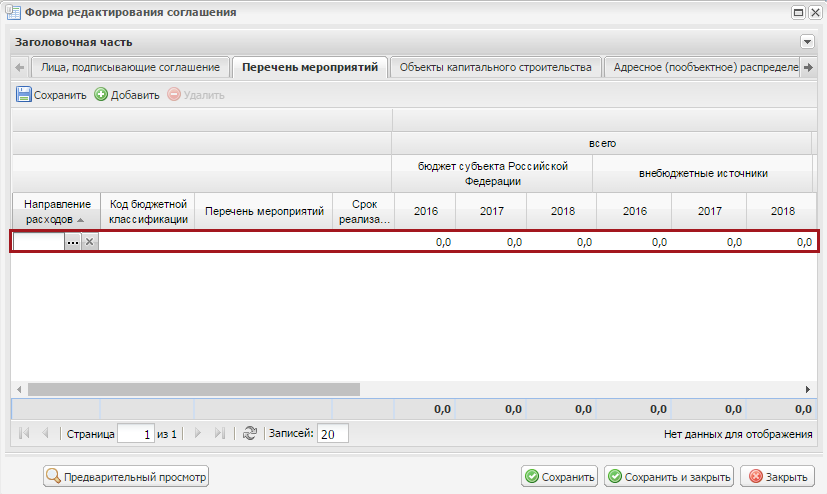 Форма редактирования соглашения
Заголовочная часть
Лица, подписывающие соглашение Перечень мероприятий Объекты капитального строительства Адресное (пообъектное) распределе
Сохранить Добавить Удалить
всего
бюджет субъекта Российской
Федерации
внебюджетные источники
Направление
расходов
Код бюджетной
классификации
Перечень мероприятий
Срок
реализа...
2016 2017 2018 2016 2017 2018
... 0,0 0,0 0,0 0,0 0,0 0,0
0,0 0,0 0,0 0,0 0,0 0,0
Страница 1 из 1 Записей: 20 Нет данных для отображения
Предварительный просмотр Сохранить Сохранить и закрыть Закрыть